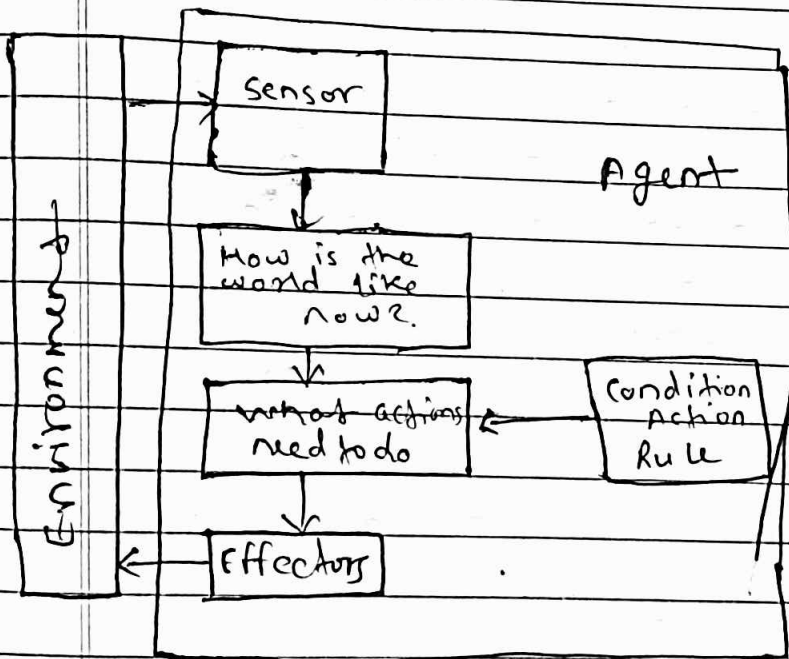 Sensor
Agent
How is the
world like
now?.
Environment
what actions
need to do
Condition
Action
Rule
Effectors